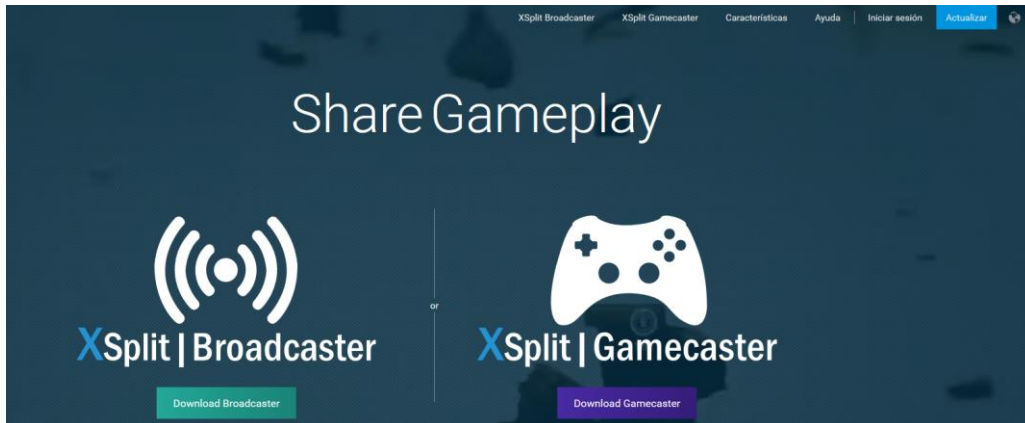 XSplit Broadcaster XSplit Gamecaster Características Ayuda Iniciar sesión Actualizar
Share Gameplay
or
XSplit | Broadcaster XSplit | Gamecaster
Download Broadcaster Download Gamecaster